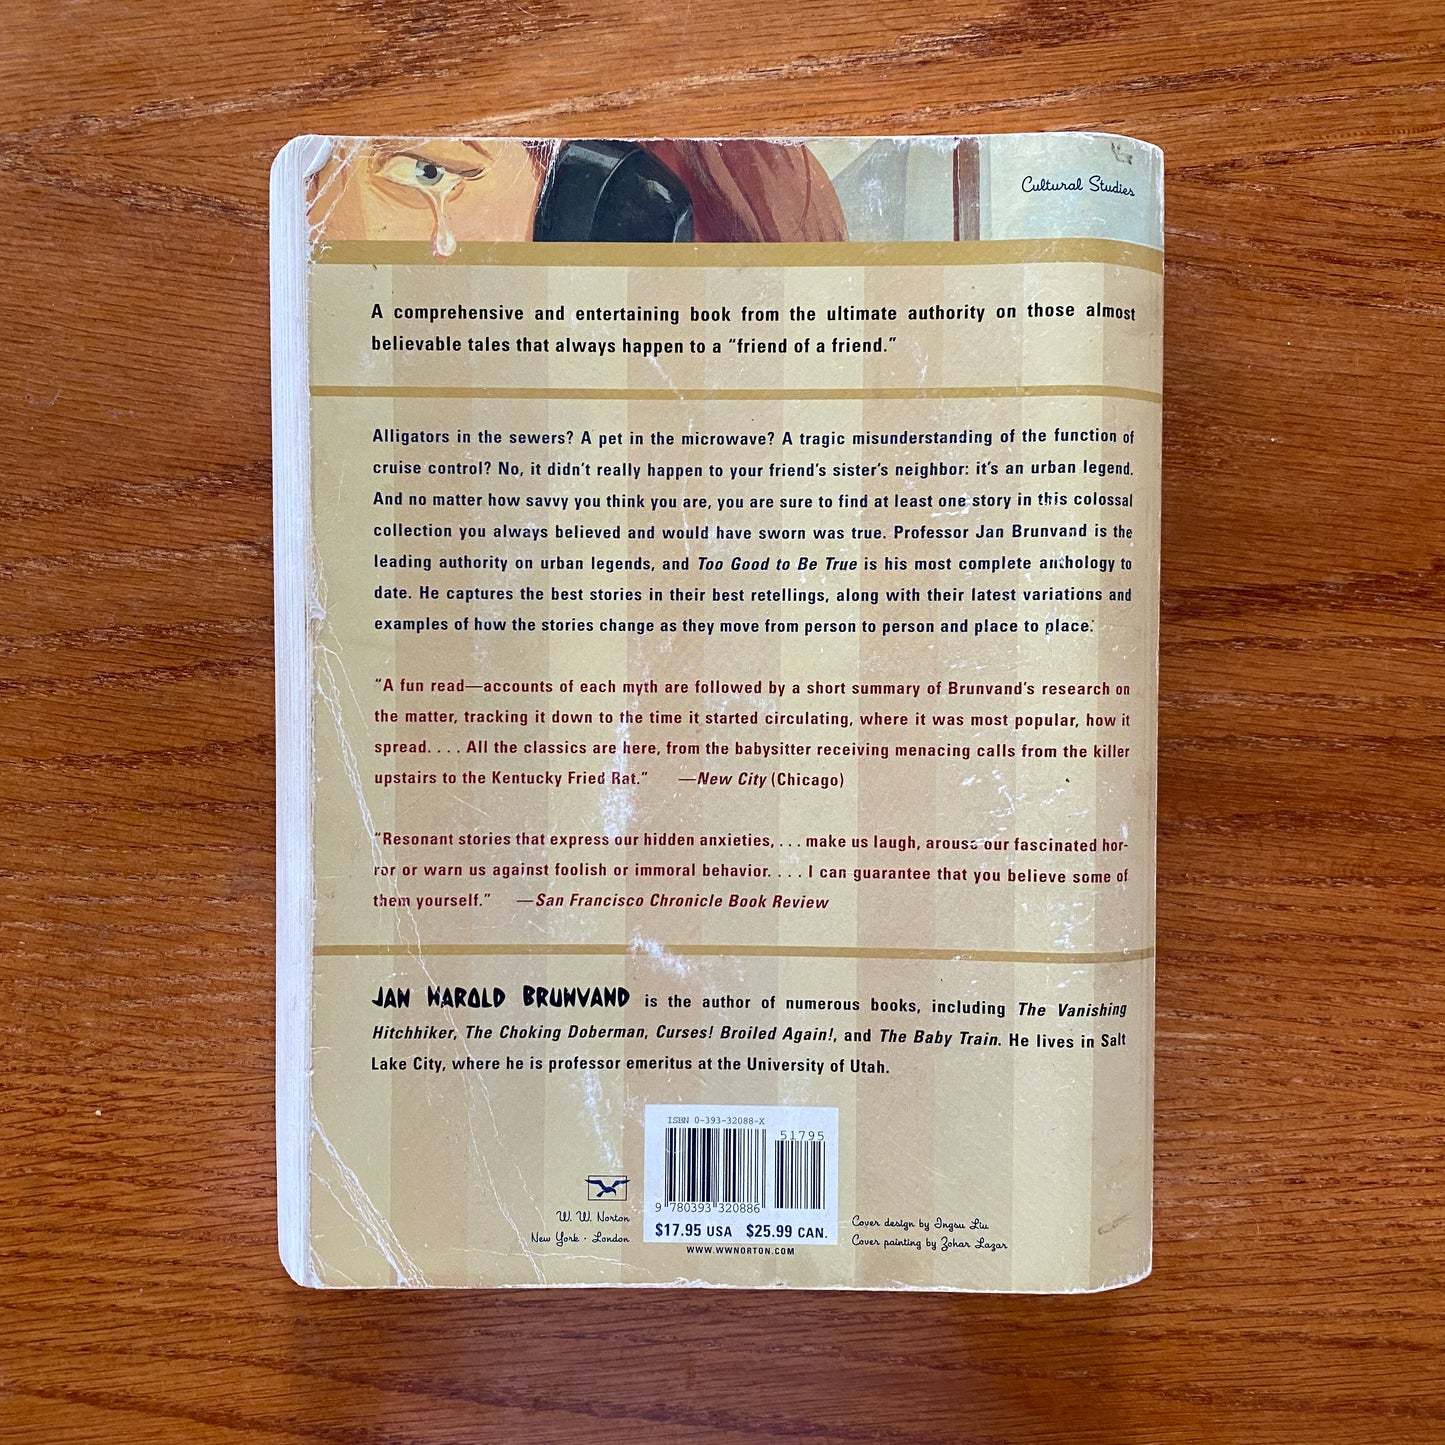 Cultural Studies
A comprehensive and entertaining book from the ultimate authority on those almost
believable tales that always happen to a “friend of a friend.”
Alligators in the sewers? A pet in the microwave? A tragic misunderstanding of the function of
cruise control? No, it didn't really happen to your friend's sister's neighbor: it's an urban legend.
And no matter how savvy you think you are, you are sure to find at least one story in this colossal
collection you always believed and would have sworn was true. Professor Jan Brunvand is the
leading authority on urban legends, and Too Good to Be True is his most complete anthology to
date. He captures the best stories in their best retellings, along with their latest variations and
examples of how the stories change as they move from person to person and place to place.
“A fun read—accounts of each myth are followed by a short summary of Brunvand's research on
the matter, tracking it down to the time it started circulating, where it was most popular, how it
spread. . . . All the classics are here, from the babysitter receiving menacing calls from the killer
upstairs to the Kentucky Fried Rat.” —New City (Chicago)
“Resonant stories that express our hidden anxieties, . . . make us laugh, arouse our fascinated hor-
ror or warn us against foolish or immoral behavior. . . . I can guarantee that you believe some of
them yourself.” —San Francisco Chronicle Book Review
JAN HAROLD BRUNVAND is the author of numerous books, including The Vanishing
Hitchhiker, The Choking Doberman, Curses! Broiled Again!, and The Baby Train. He lives in Salt
Lake City, where he is professor emeritus at the University of Utah.
ISBN 0-393-32088-X
51795
9 780393 320886
$17.95 USA $25.99 CAN.
WWW.WWNORTON.COM
W. W. Norton
New York · London
Cover design by Ingsu Liu
Cover painting by Zohar Lazar